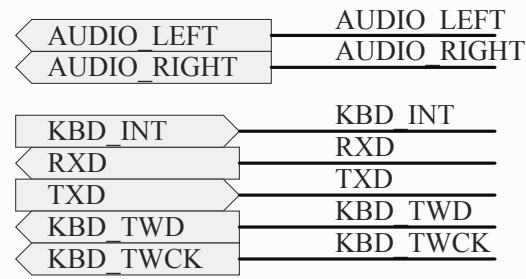 AUDIO_LEFT AUDIO_LEFT
AUDIO_RIGHT AUDIO_RIGHT
KBD_INT KBD_INT
RXD RXD
TXD TXD
KBD_TWD KBD_TWD
KBD_TWCK KBD_TWCK